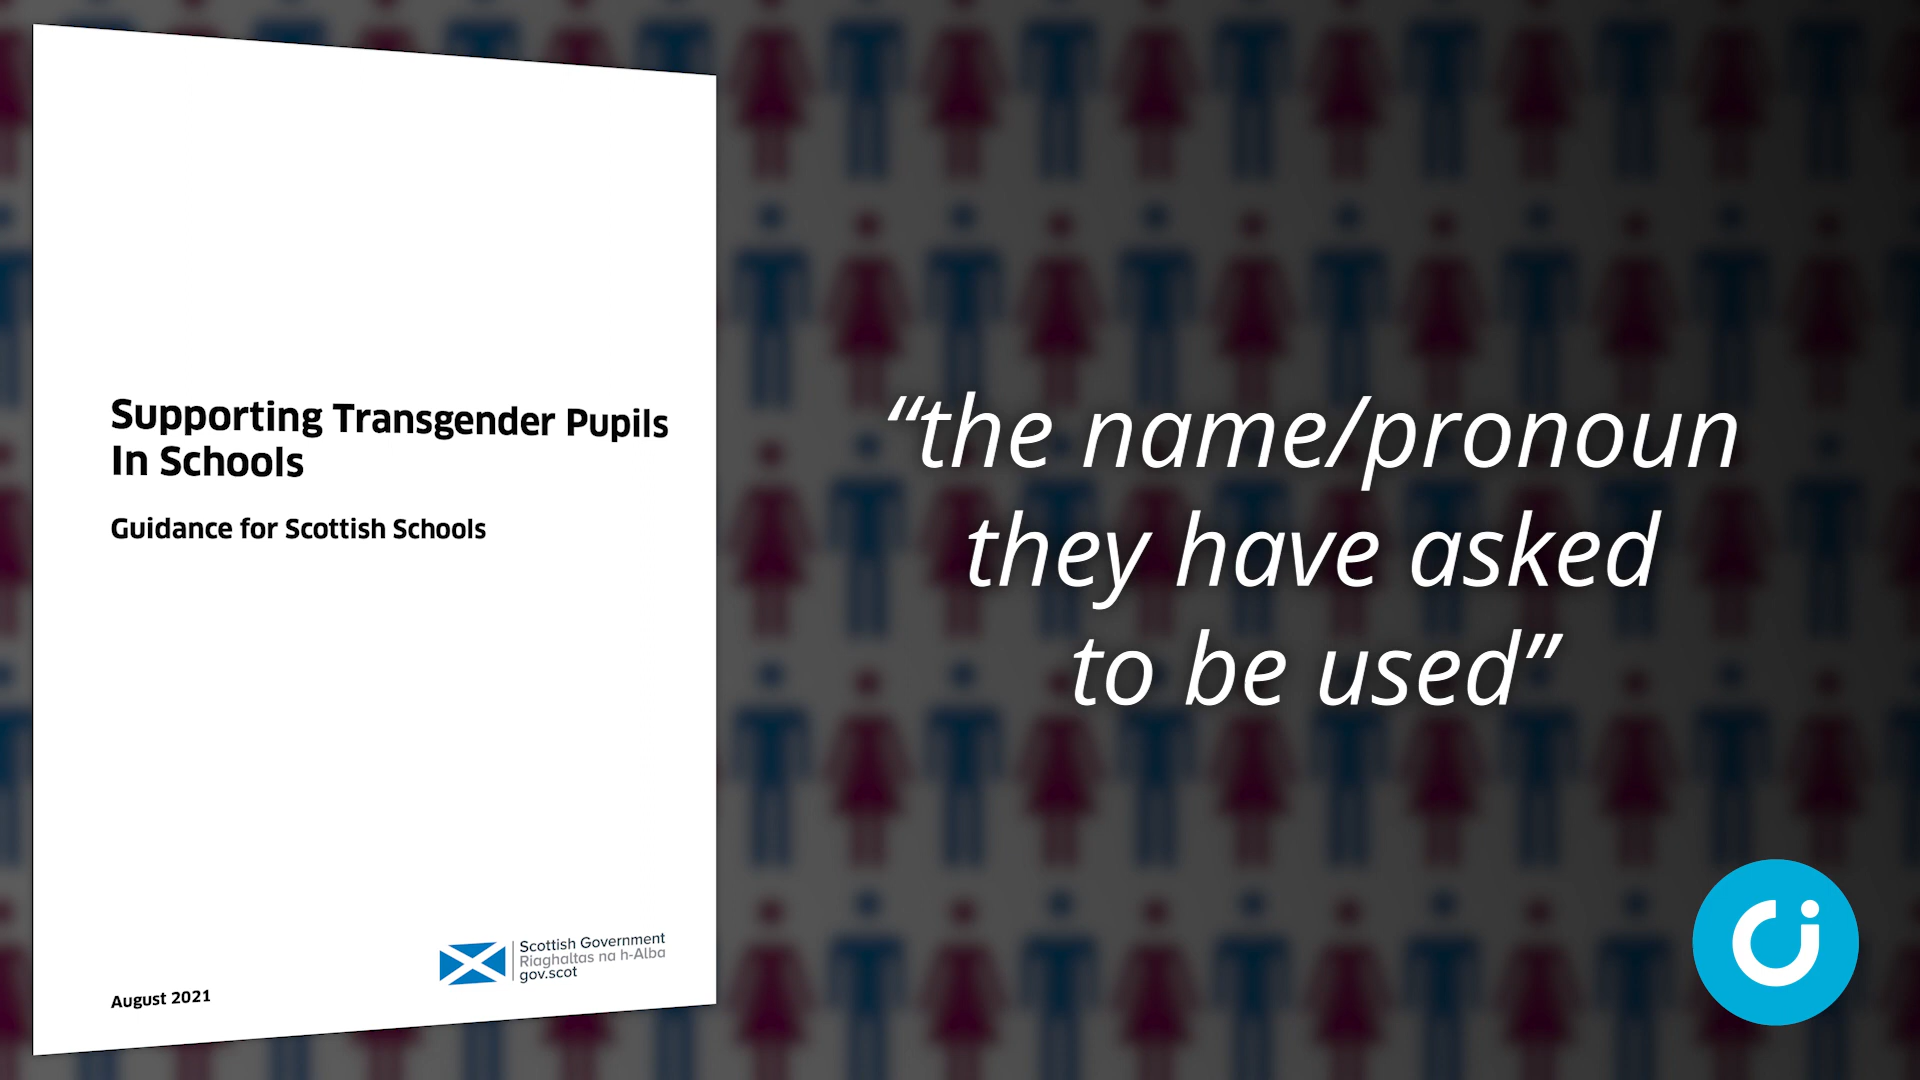 Supporting Transgender Pupils
In Schools
Guidance for Scottish Schools
Scottish Government
Riaghaltas na h-Alba
gov.scot
August 2021
“the name/pronoun
they have asked
to be used”